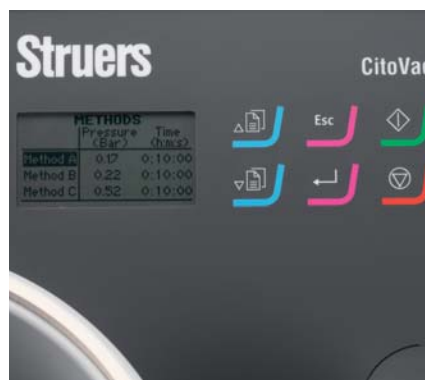 Struers
CitoVac
METHODS
Pressure Time
(Bar) (h:m:s)
Method A 0.17 0:10:00
Method B 0.22 0:10:00
Method C 0.52 0:10:00
Esc